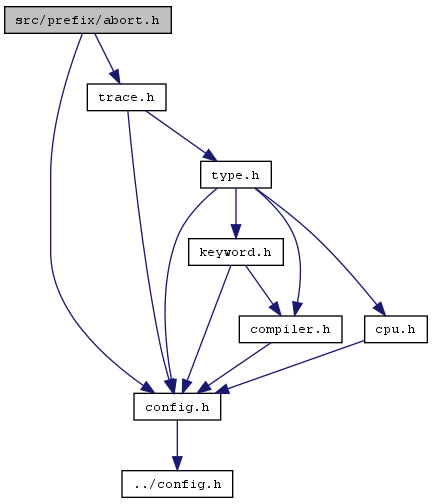 src/prefix/abort.h
trace.h
type.h
keyword.h
compiler.h
cpu.h
config.h
../config.h